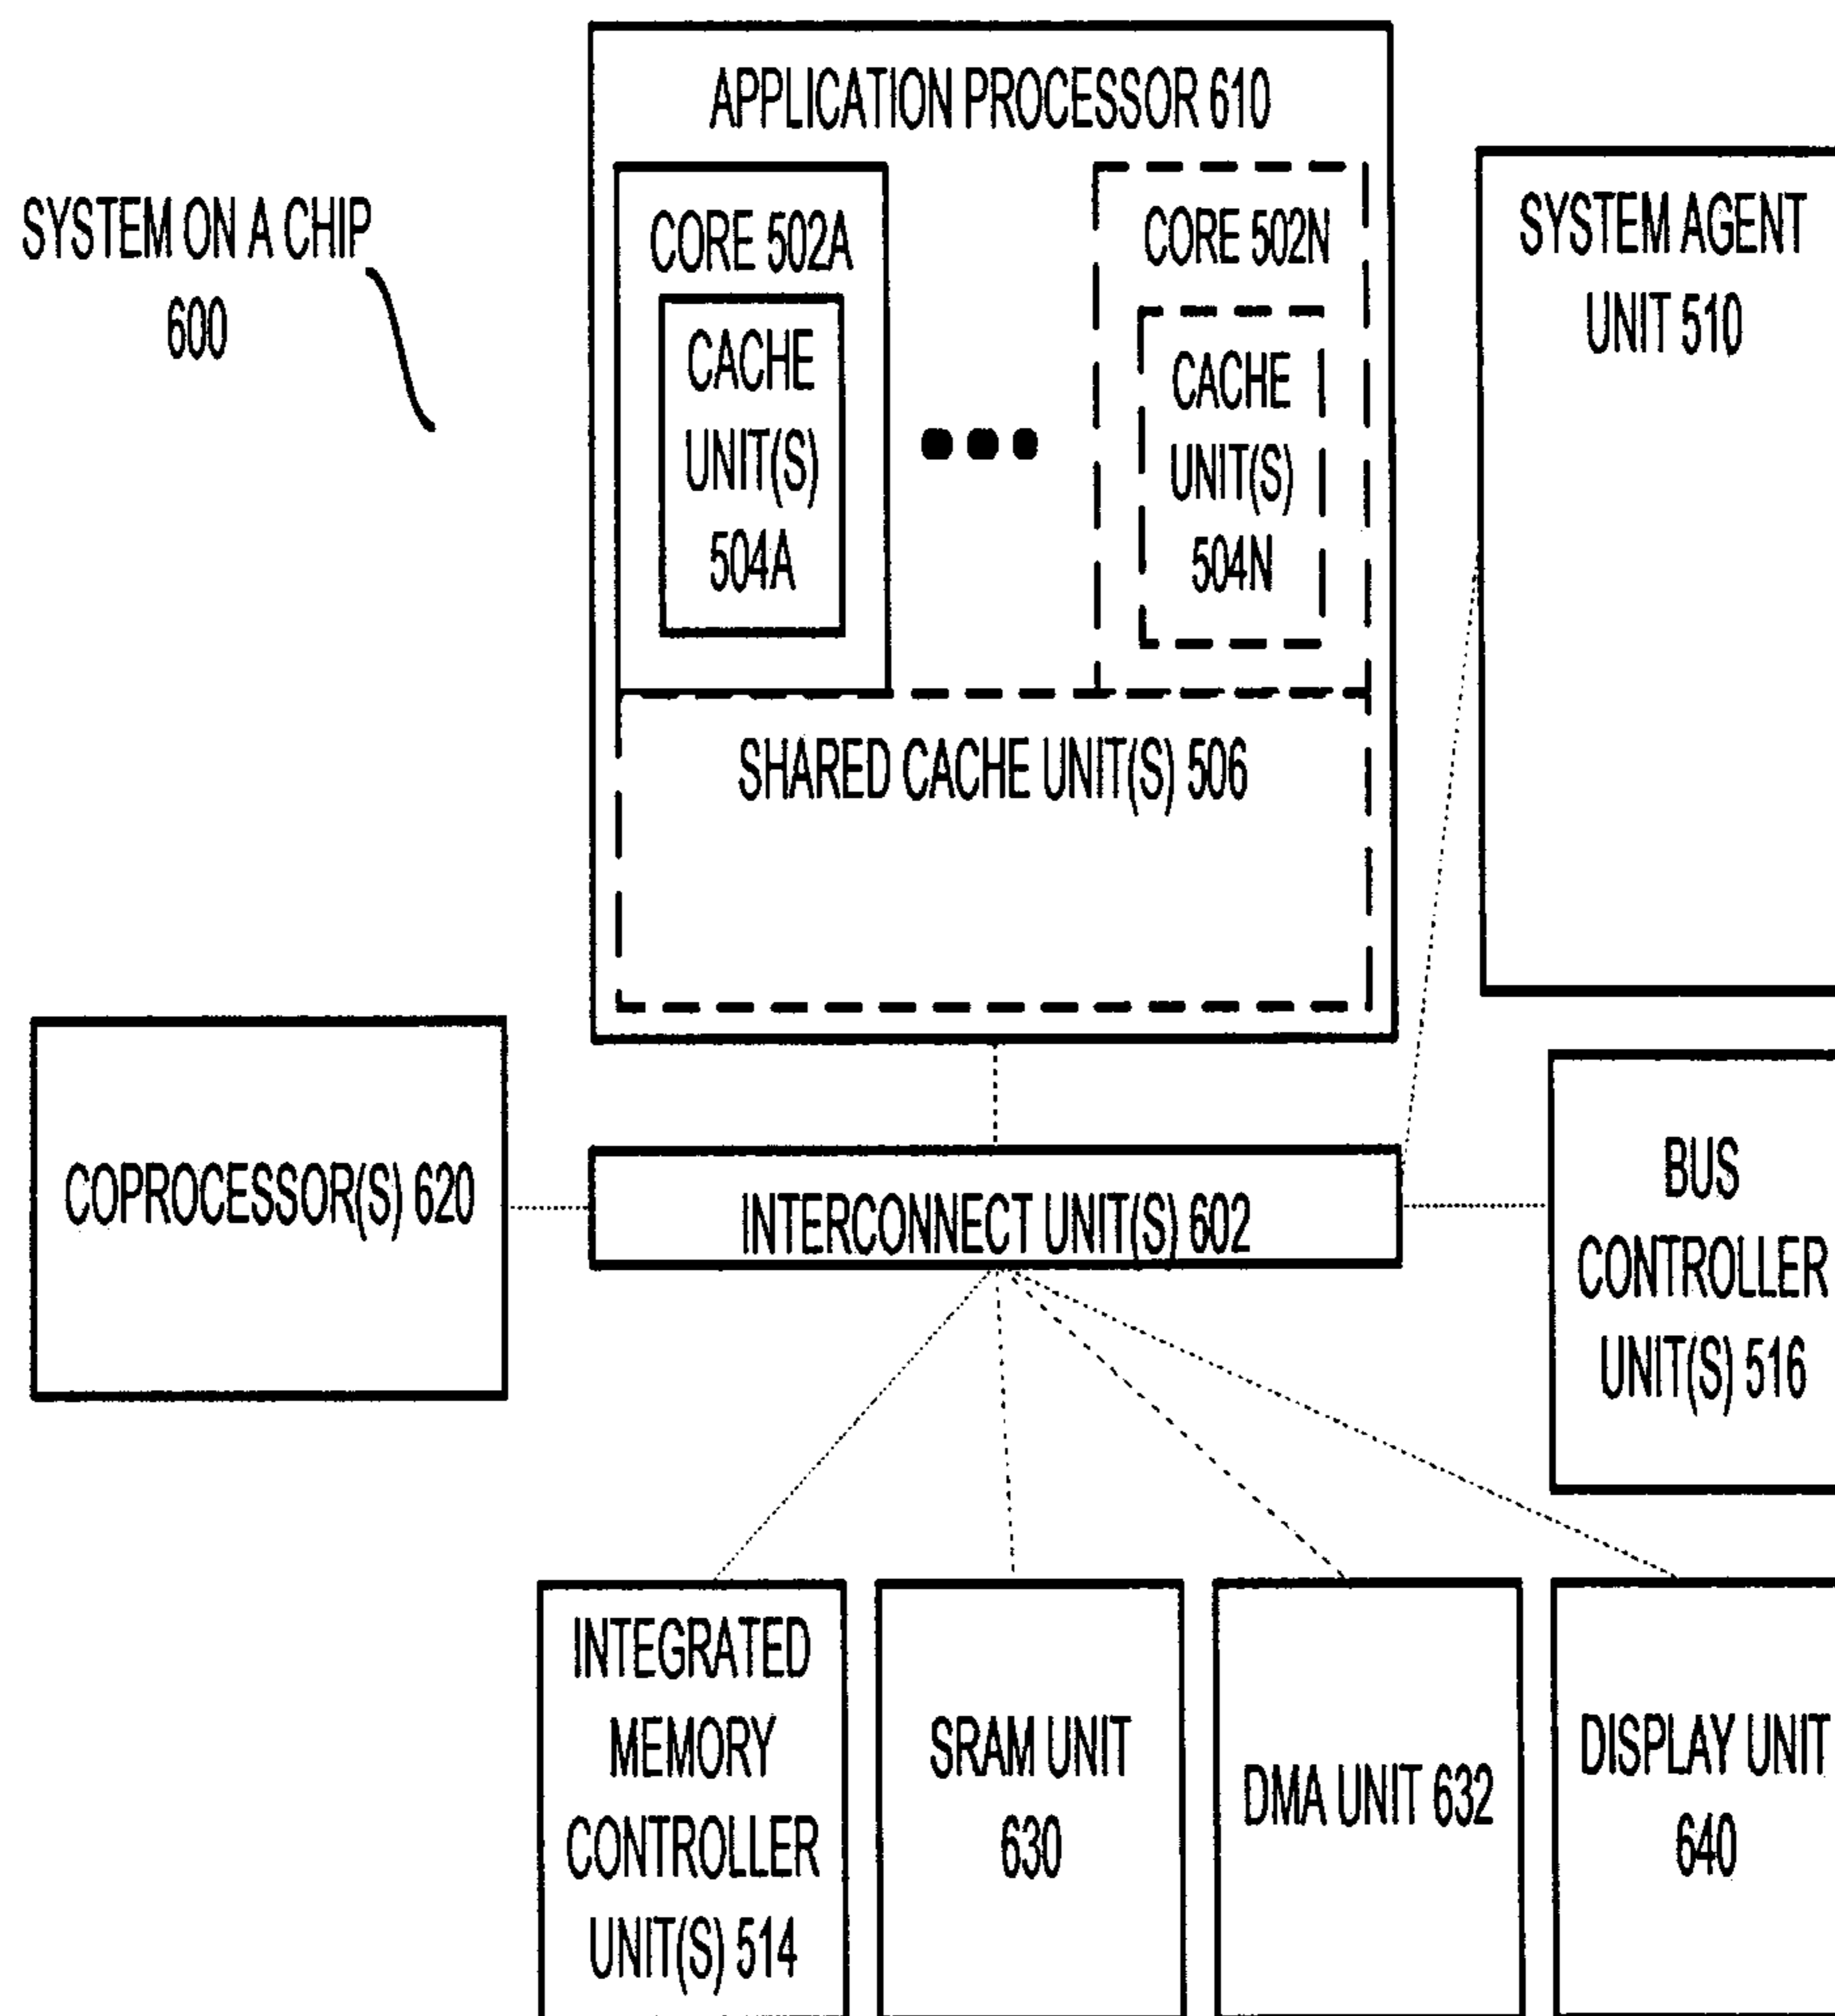 APPLICATION PROCESSOR 610
SYSTEM ON A CHIP
600
CORE 502A
CACHE
UNIT(S)
504A
CORE 502N
CACHE
UNIT(S)
504N
SYSTEM AGENT
UNIT 510
SHARED CACHE UNIT(S) 506
COPROCESSOR(S) 620
INTERCONNECT UNIT(S) 602
BUS
CONTROLLER
UNIT(S) 516
INTEGRATED
MEMORY
CONTROLLER
UNIT(S) 514
SRAM UNIT
630
DMA UNIT 632
DISPLAY UNIT
640